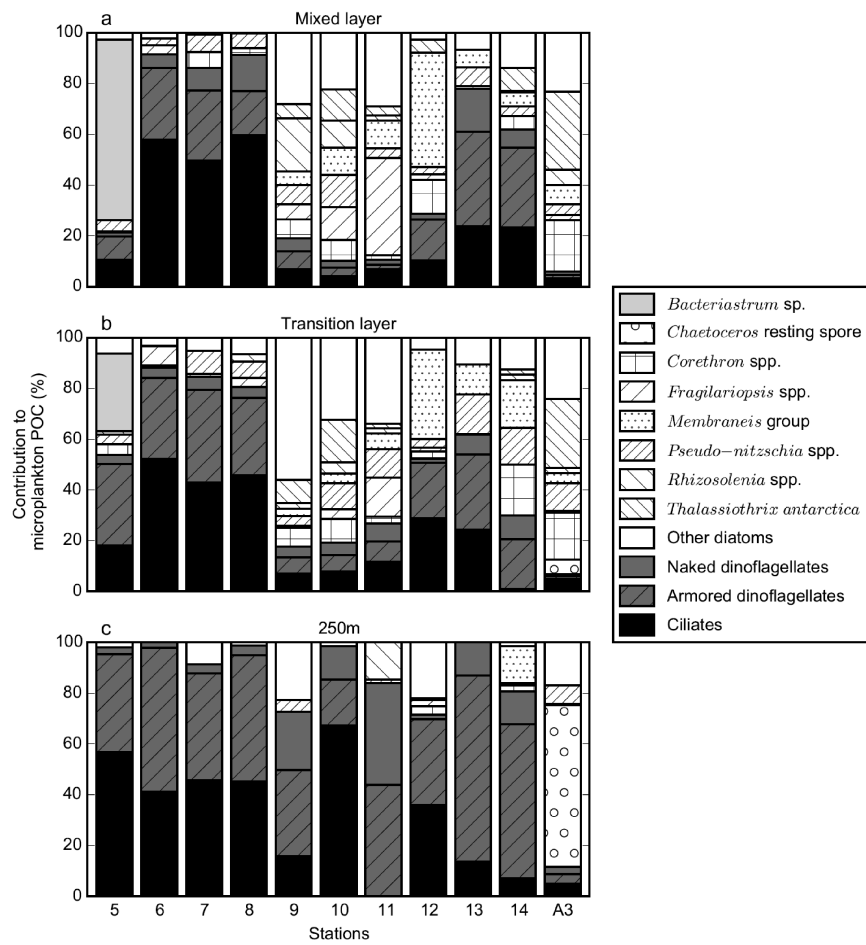 a
Mixed layer
100
80
60
40
20
0
b
Transition layer
100
80
60
40
20
0
Contribution to
microplankton POC (%)
c
250m
100
80
60
40
20
0
5 6 7 8 9 10 11 12 13 14 A3
Stations
Bacteriastrum sp.
Chaetoceros resting spore
Corethron spp.
Fragilariopsis spp.
Membraneis group
Pseudo−nitzschia spp.
Rhizosolenia spp.
Thalassiothrix antarctica
Other diatoms
Naked dinoflagellates
Armored dinoflagellates
Ciliates